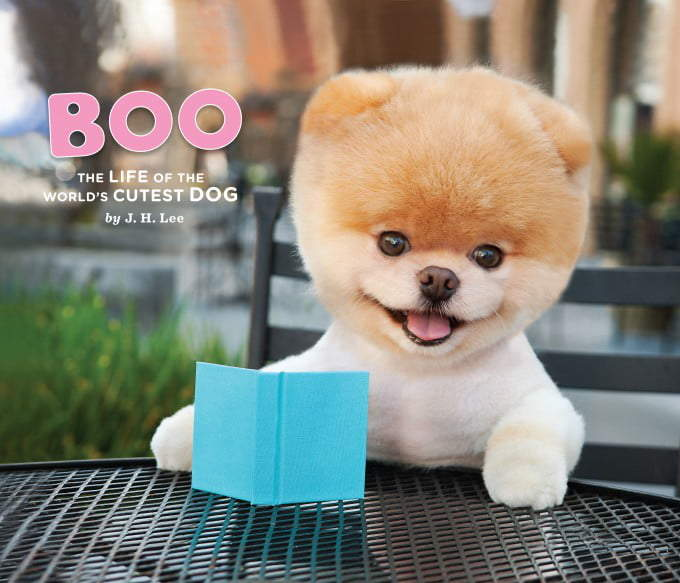 BOO
THE LIFE OF THE
WORLD'S CUTEST DOG
by J. H. Lee